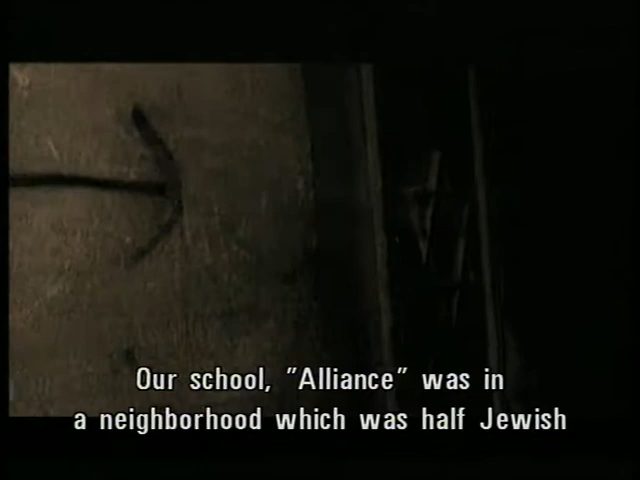 Our school, "Alliance" was in
a neighborhood which was half Jewish